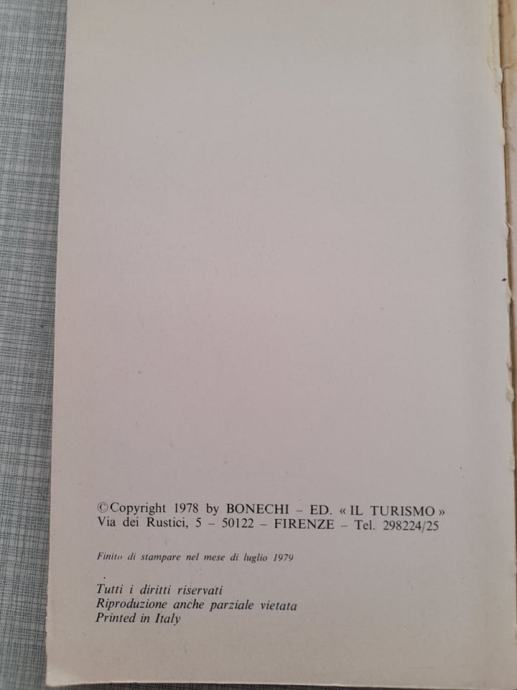 ©Copyright 1978 by BONECHI – ED. « IL TURISMO »
Via dei Rustici, 5 – 50122 – FIRENZE – Tel. 298224/25
Finito di stampare nel mese di luglio 1979
Tutti i diritti riservati
Riproduzione anche parziale vietata
Printed in Italy